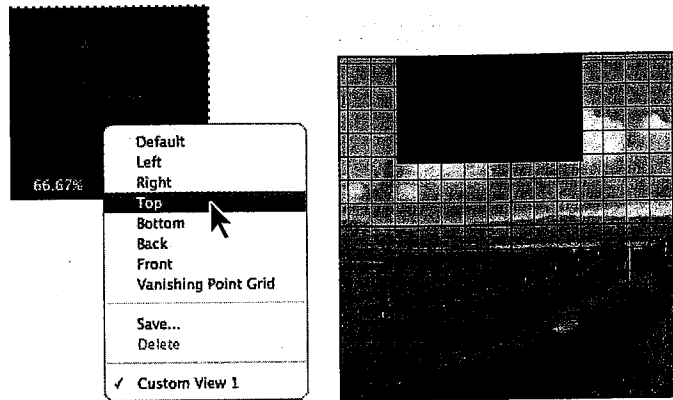 66.67%
Default
Left
Right
Top
Bottom
Back
Front
Vanishing Point Grid
Save...
Delete
✓ Custom View 1